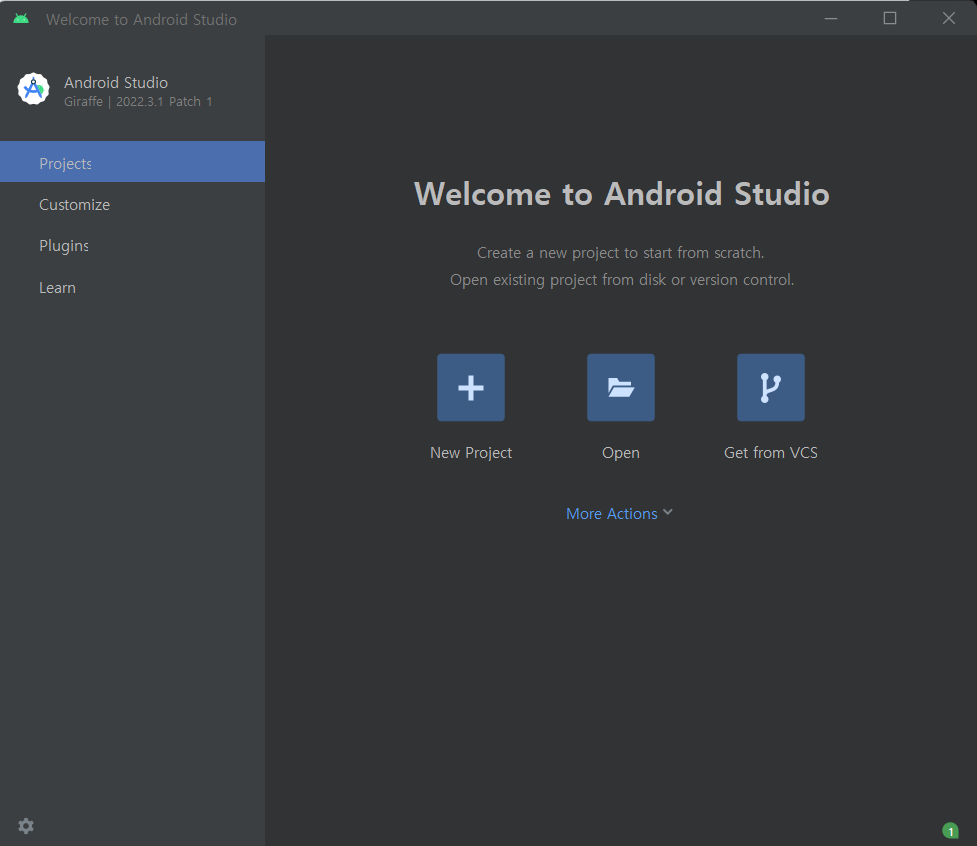 Welcome to Android Studio
Android Studio
Giraffe | 2022.3.1 Patch 1
Projects
Customize
Plugins
Learn
Welcome to Android Studio
Create a new project to start from scratch.
Open existing project from disk or version control.
New Project
Open
Get from VCS
More Actions
1